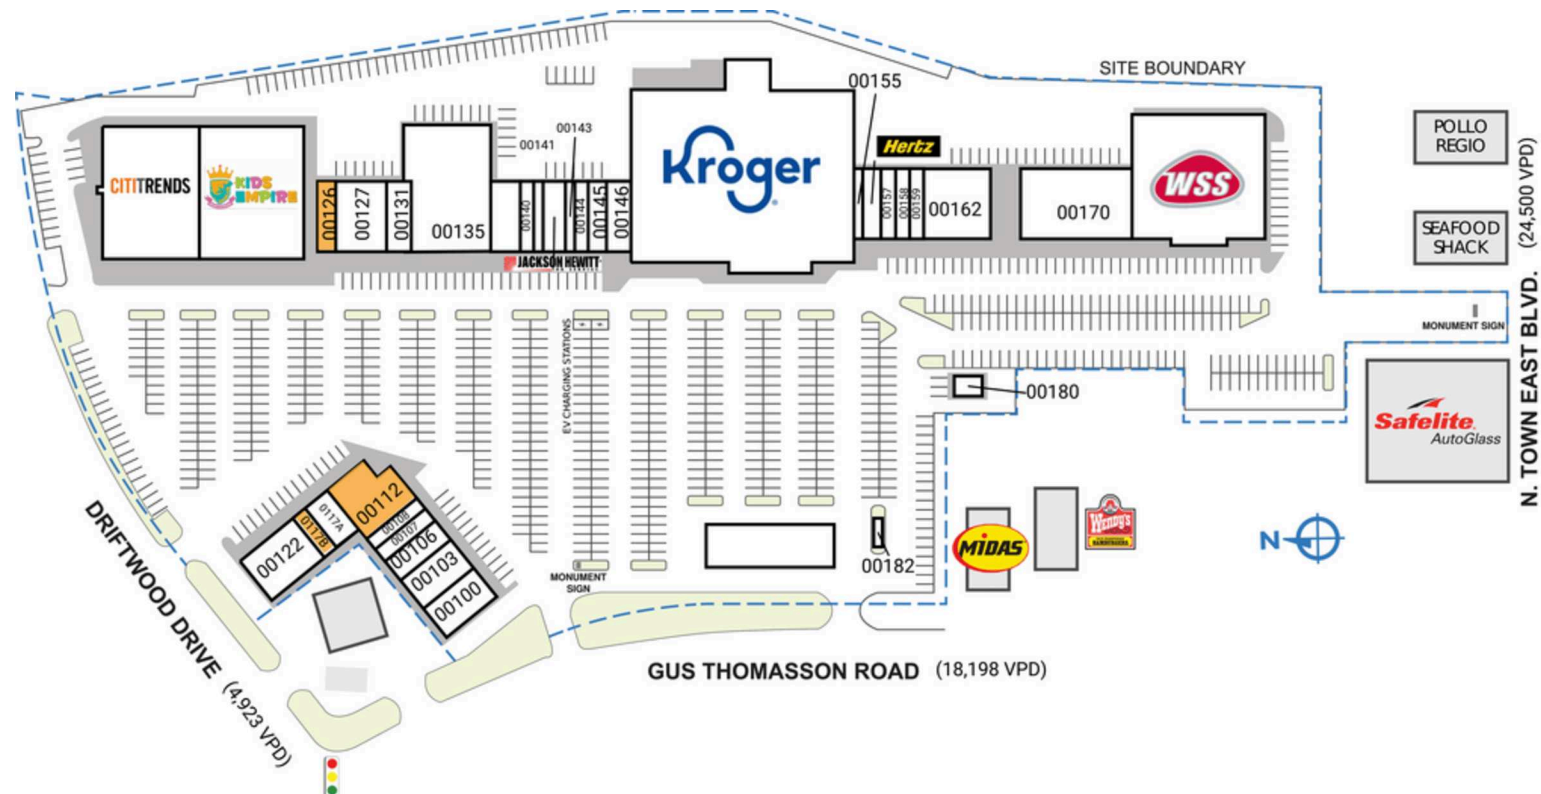 SITE BOUNDARY
00155
Hertz
00143
00141
POLLO
REGIO
(24,500 VPD)
CITITRENDS
KIDS
EMPIRE
00126
00127
00131
00135
00140
00144
00145
00146
Kroger
00157
00158
00159
00162
00170
WSS
SEAFOOD
SHACK
JACKSON HEWITT
N. TOWN EAST BLVD.
MONUMENT SIGN
EV CHARGING STATIONS
00180
Safelite
AutoGlass
00112
0117A
0117B
00122
00108
00107
00106
00103
00100
DRIFTWOOD DRIVE
(4,923 VPD)
MONUMENT
SIGN
00182
MIDAS
Wendy's
N
GUS THOMASSON ROAD (18,198 VPD)